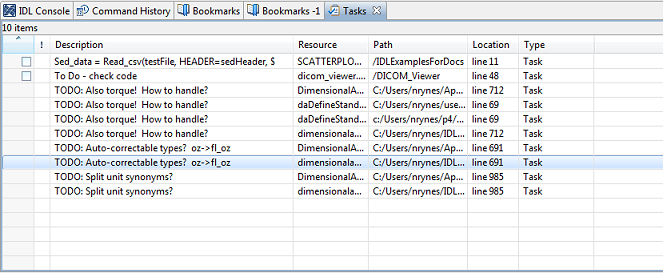 IDL Console Command History Bookmarks Bookmarks -1 Tasks
10 items
! Description Resource Path Location Type
Sed_data = Read_csv(testFile, HEADER=sedHeader, $ SCATTERPLO... /IDLExamplesForDocs line 11 Task
To Do - check code dicom_viewer.... /DICOM_Viewer line 48 Task
TODO: Also torque! How to handle? DimensionalA... C:/Users/nrynes/Ap... line 712 Task
TODO: Also torque! How to handle? daDefineStand... C:/Users/nrynes/use... line 69 Task
TODO: Also torque! How to handle? daDefineStand... c:/Users/nrynes/p4/... line 69 Task
TODO: Also torque! How to handle? dimensionala... C:/Users/nrynes/IDL... line 712 Task
TODO: Auto-correctable types? oz->fl_oz DimensionalA... C:/Users/nrynes/Ap... line 691 Task
TODO: Auto-correctable types? oz->fl_oz dimensionala... C:/Users/nrynes/IDL... line 691 Task
TODO: Split unit synonyms? DimensionalA... C:/Users/nrynes/Ap... line 985 Task
TODO: Split unit synonyms? dimensionala... C:/Users/nrynes/IDL... line 985 Task